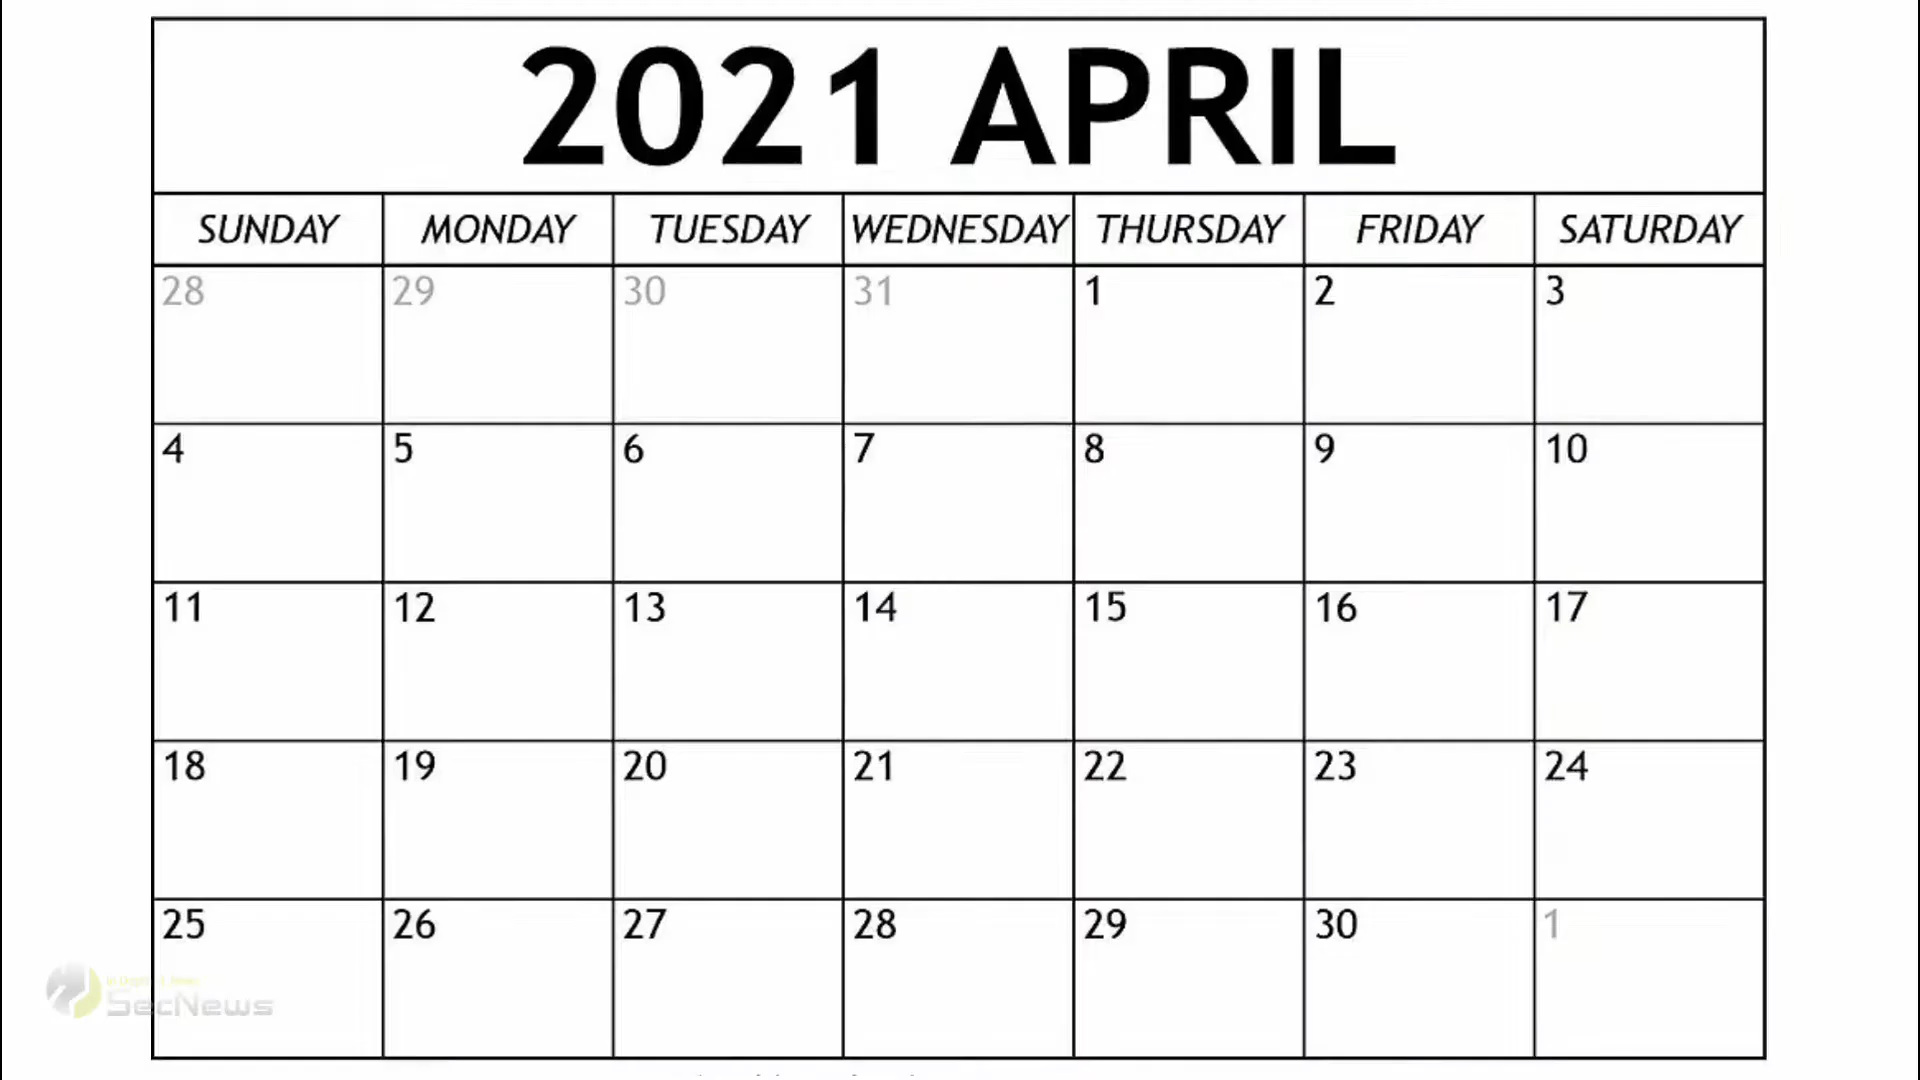 2021 APRIL
SUNDAY MONDAY TUESDAY WEDNESDAY THURSDAY FRIDAY SATURDAY
28 29 30 31 1 2 3
4 5 6 7 8 9 10
11 12 13 14 15 16 17
18 19 20 21 22 23 24
25 26 27 28 29 30 1
SecNews